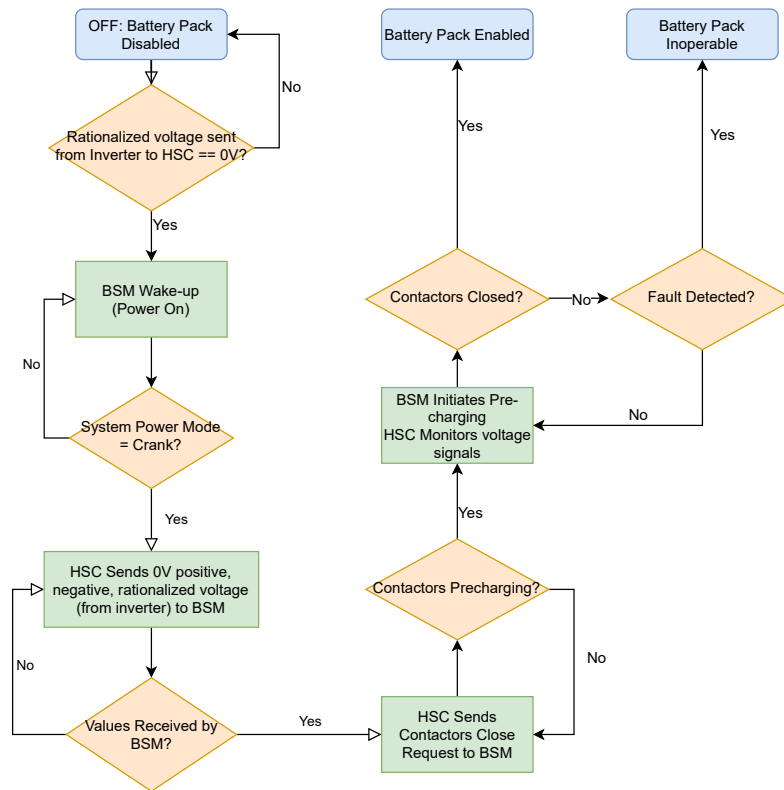 OFF: Battery Pack
Disabled
No
Rationalized voltage sent
from Inverter to HSC == 0V?
Yes
BSM Wake-up
(Power On)
No
System Power Mode
= Crank?
Yes
HSC Sends 0V positive,
negative, rationalized voltage
(from inverter) to BSM
No
Values Received by
BSM?
Yes
HSC Sends
Contactors Close
Request to BSM
No
Contactors Precharging?
Yes
BSM Initiates Pre-
charging
HSC Monitors voltage
signals
Contactors Closed?
Yes
Battery Pack Enabled
No
Fault Detected?
No
Yes
Battery Pack
Inoperable